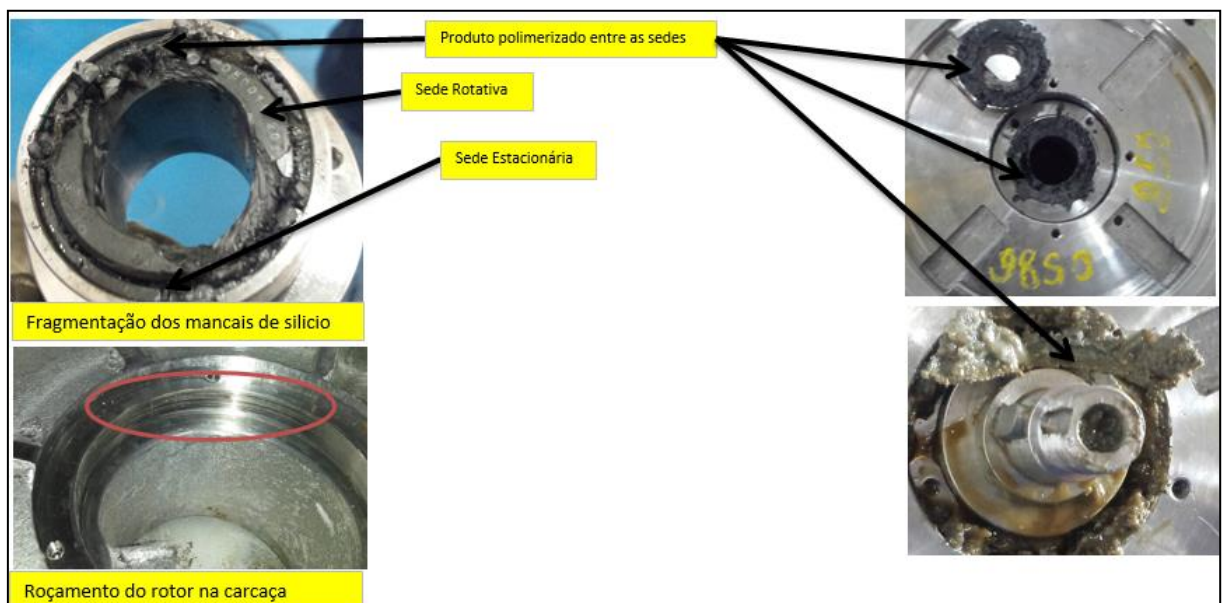 Produto polimerizado entre as sedes
Sede Rotativa
Sede Estacionária
Fragmentação dos mancais de silicio
Roçamento do rotor na carcaça
0586